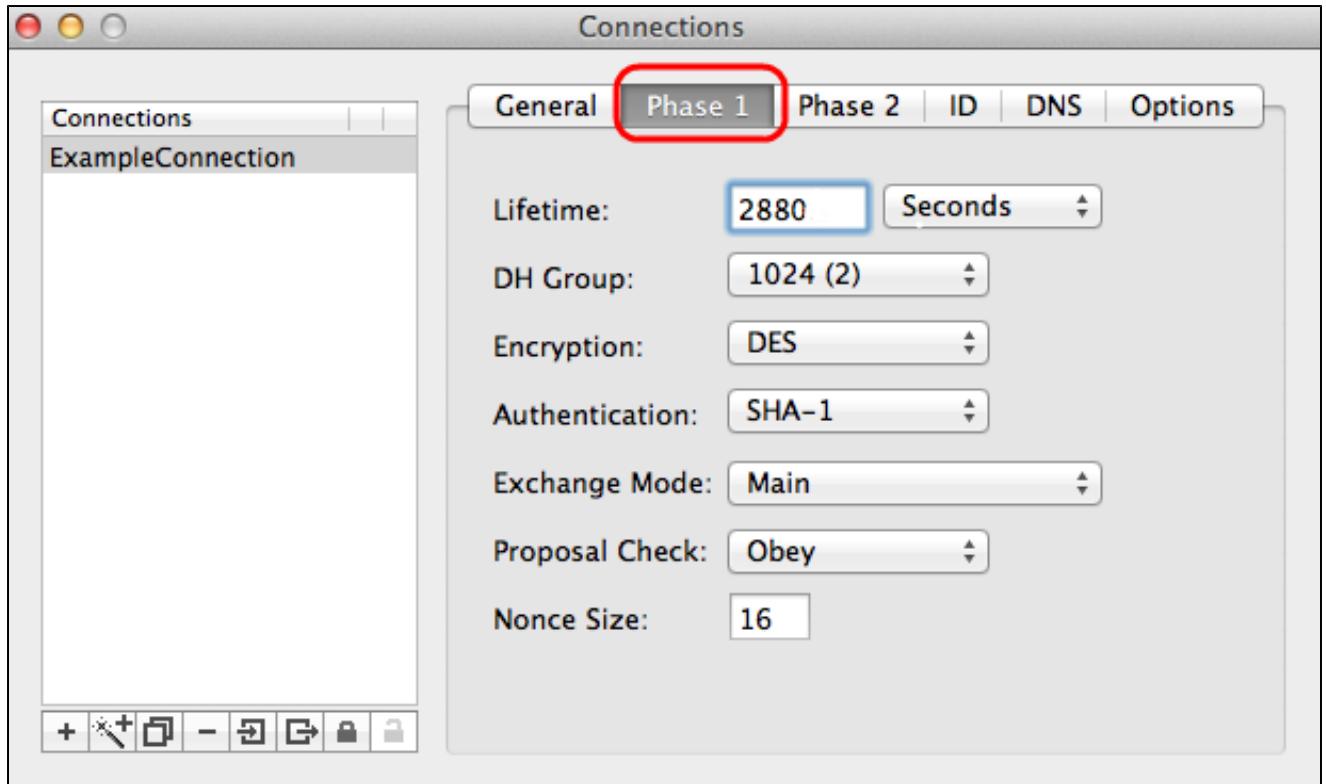 Connections
Connections
ExampleConnection
General Phase 1 Phase 2 ID DNS Options
Lifetime: 2880 Seconds
DH Group: 1024 (2)
Encryption: DES
Authentication: SHA-1
Exchange Mode: Main
Proposal Check: Obey
Nonce Size: 16